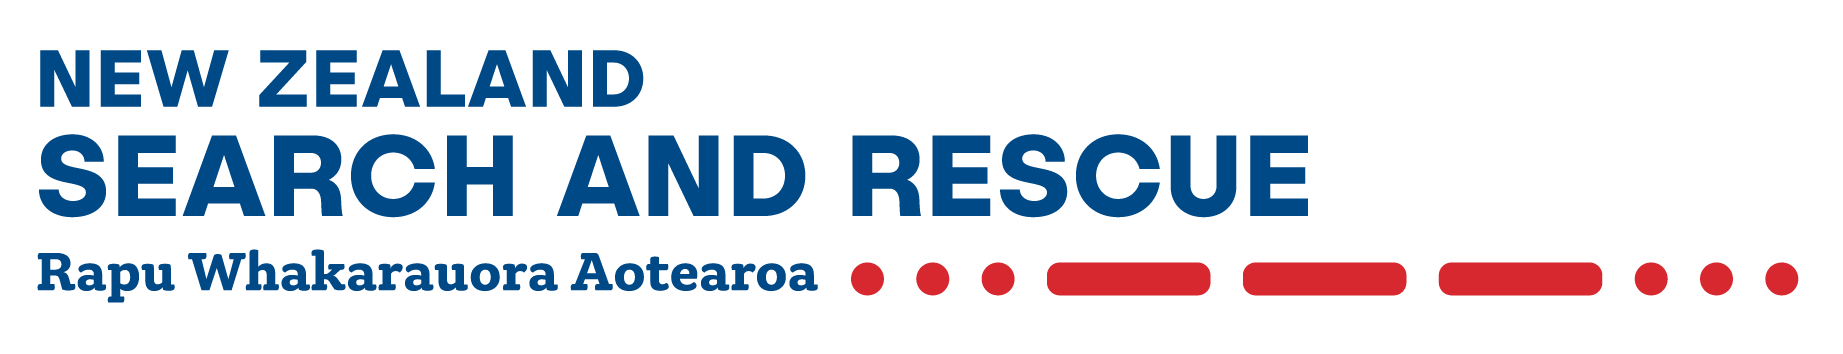 NEW ZEALAND
SEARCH AND RESCUE
Rapu Whakarauora Aotearoa